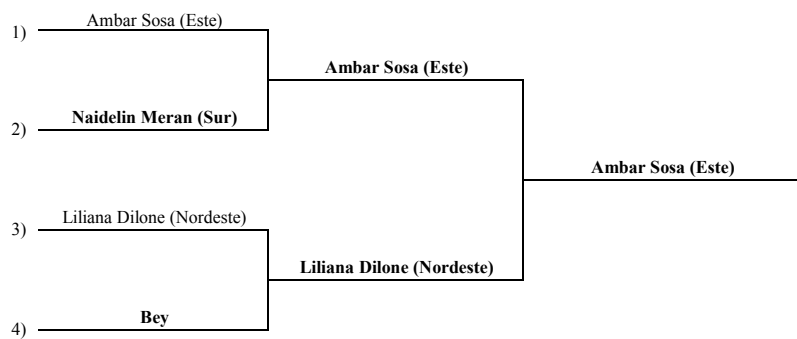 1) Ambar Sosa (Este)
Ambar Sosa (Este)
2) Naidelin Meran (Sur)
Ambar Sosa (Este)
3) Liliana Dilone (Nordeste)
Liliana Dilone (Nordeste)
4) Bey